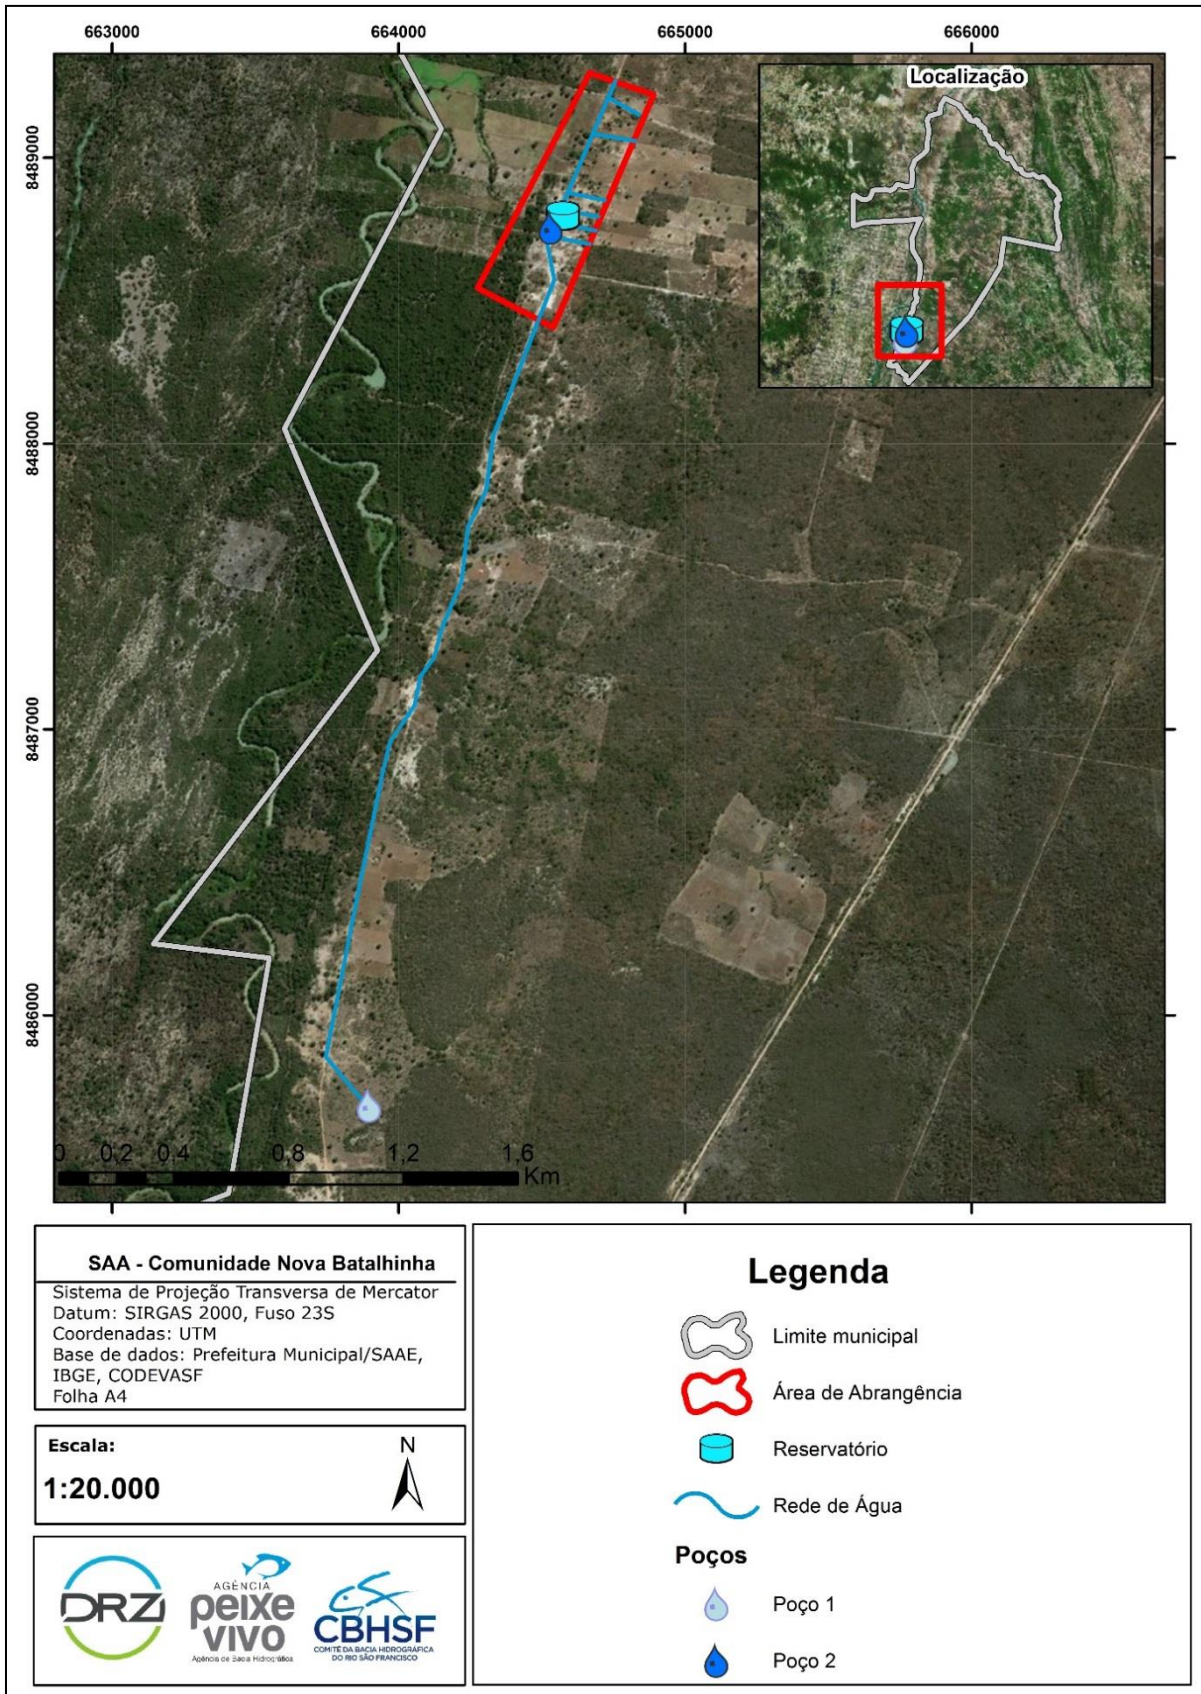 663000
664000
665000
666000
Localização
8489000
8488000
8487000
8486000
0 0,2 0,4 0,8 1,2 1,6
Km
SAA - Comunidade Nova Batalhinha
Sistema de Projeção Transversa de Mercator
Datum: SIRGAS 2000, Fuso 23S
Coordenadas: UTM
Base de dados: Prefeitura Municipal/SAAE,
IBGE, CODEVASF
Folha A4
Escala:
1:20.000
N
DRZ
AGÊNCIA
peixe
vivo
Agência de Bacia Hidrográfica
CBHSF
COMITÊ DA BACIA HIDROGRÁFICA
DO RIO SÃO FRANCISCO
Legenda
Limite municipal
Área de Abrangência
Reservatório
Rede de Água
Poços
Poço 1
Poço 2